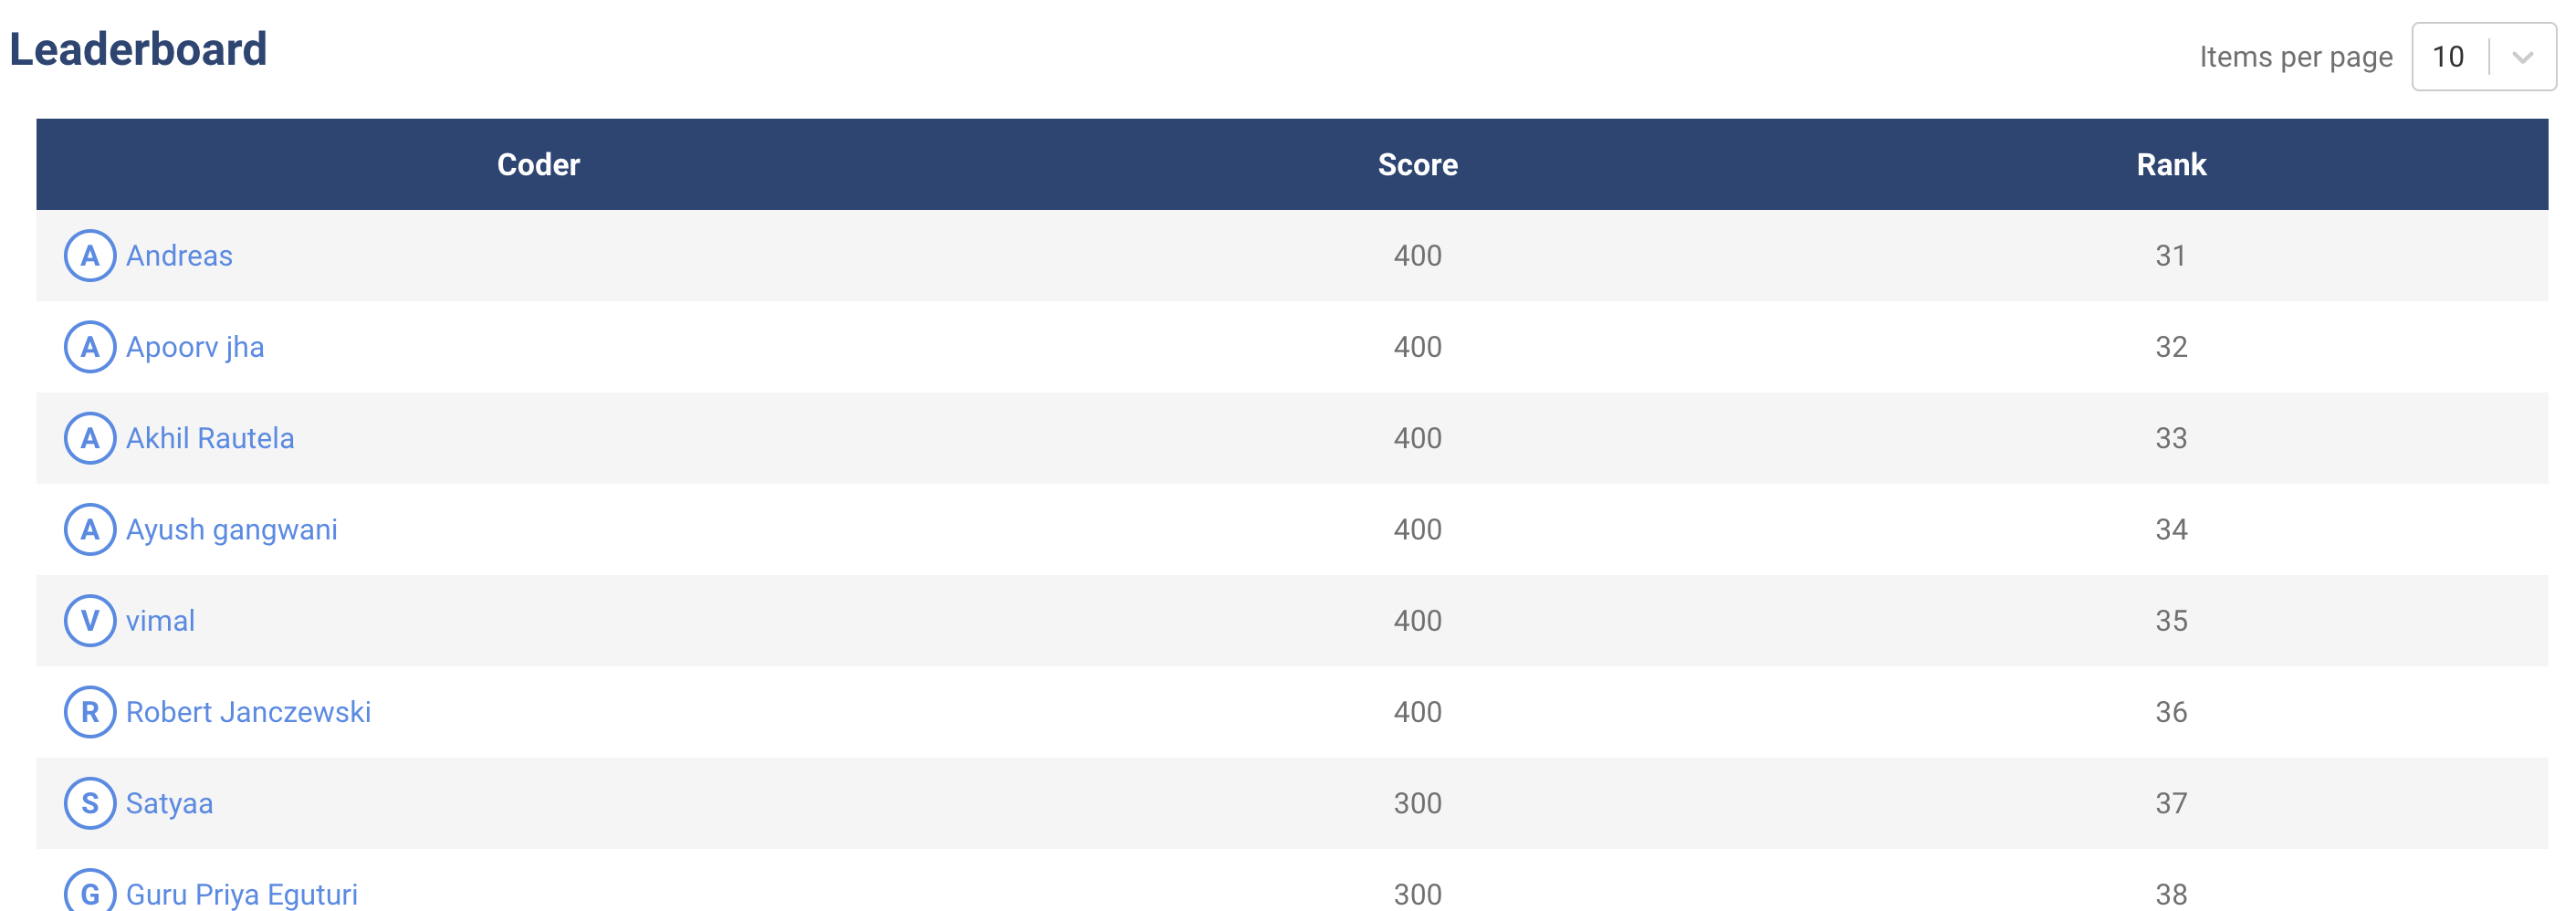 Leaderboard
Items per page 10
Coder Score Rank
A Andreas 400 31
A Apoorv jha 400 32
A Akhil Rautela 400 33
A Ayush gangwani 400 34
V vimal 400 35
R Robert Janczewski 400 36
S Satyaa 300 37
G Guru Priya Eguturi 300 38